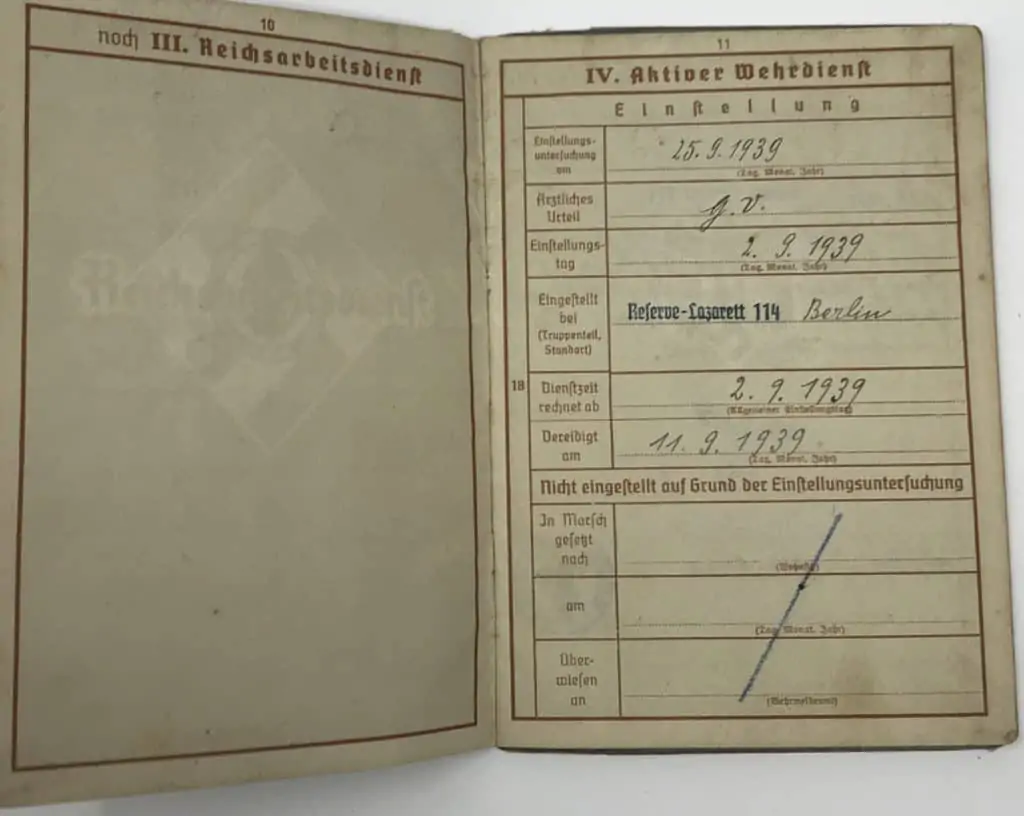 10
noch III. Reichsarbeitsdienst
11
IV. Aktiver Wehrdienst
Einstellung
Einstellungs-
untersuchung
am
25.9.1939
(Tag, Monat, Jahr)
Ärztliches
Urteil
g.v.
Einstellungs-
tag
2. 9. 1939
(Tag, Monat, Jahr)
Eingestellt
bei
(Truppenteil,
Standort)
Reserve-Lazarett 114 Berlin
18
Dienstzeit
rechnet ab
2. 9. 1939
(Allgemeiner Einstellungstag)
Vereidigt
am
11. 9. 1939
(Tag, Monat, Jahr)
Nicht eingestellt auf Grund der Einstellungsuntersuchung
In Marsch
gesetzt
nach
am
(Tag, Monat, Jahr)
Über-
wiesen
an
(Wehrmeldeamt)